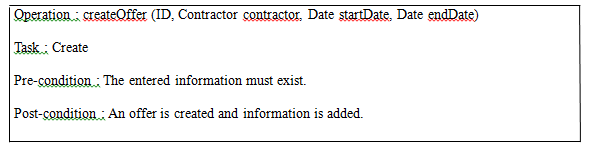 Operation : createOffer (ID, Contractor contractor, Date startDate, Date endDate)
Task : Create
Pre-condition : The entered information must exist.
Post-condition : An offer is created and information is added.